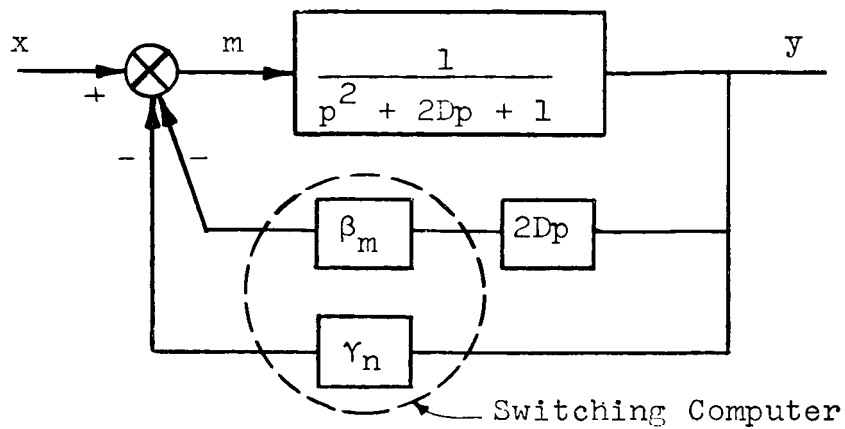 x
m
1
y
+
p² + 2Dp + 1
-
-
β_m
2Dp
γ_n
Switching Computer